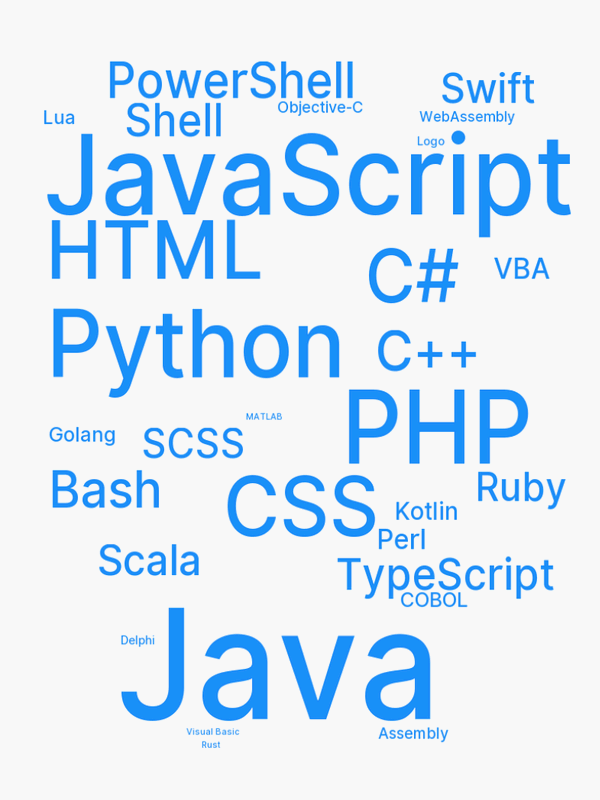 PowerShell
Swift
Objective-C
Lua
Shell
WebAssembly
Logo
JavaScript
HTML
C#
VBA
Python
C++
PHP
MATLAB
Golang
SCSS
Bash
CSS
Ruby
Kotlin
Perl
Scala
TypeScript
COBOL
Java
Delphi
Visual Basic
Assembly
Rust